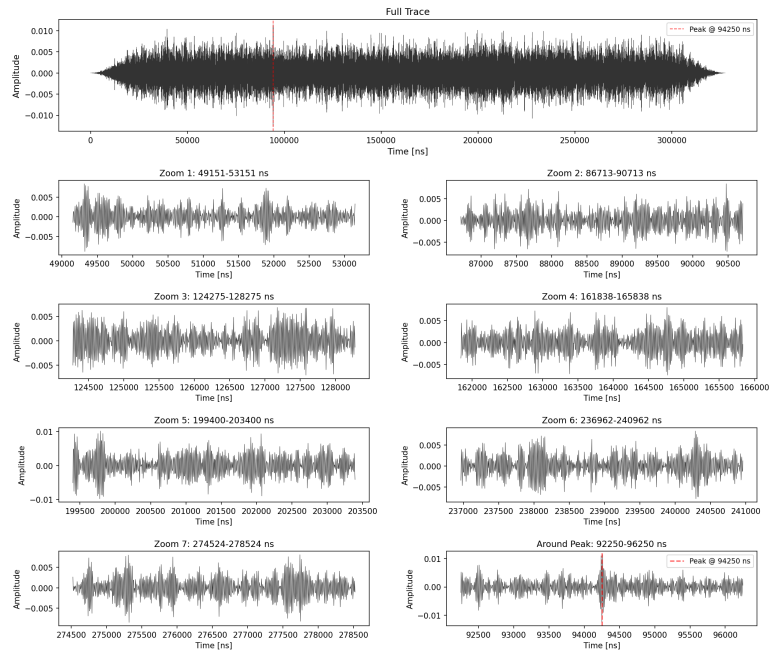 Full Trace
Amplitude
0.010
0.005
0.000
−0.005
−0.010
Peak @ 94250 ns
0 50000 100000 150000 200000 250000 300000
Time [ns]
Zoom 1: 49151-53151 ns
Amplitude
0.005
0.000
−0.005
49000 49500 50000 50500 51000 51500 52000 52500 53000
Time [ns]
Zoom 2: 86713-90713 ns
Amplitude
0.005
0.000
−0.005
87000 87500 88000 88500 89000 89500 90000 90500
Time [ns]
Zoom 3: 124275-128275 ns
Amplitude
0.005
0.000
−0.005
124500 125000 125500 126000 126500 127000 127500 128000
Time [ns]
Zoom 4: 161838-165838 ns
Amplitude
0.005
0.000
−0.005
162000 162500 163000 163500 164000 164500 165000 165500 166000
Time [ns]
Zoom 5: 199400-203400 ns
Amplitude
0.01
0.00
−0.01
199500 200000 200500 201000 201500 202000 202500 203000 203500
Time [ns]
Zoom 6: 236962-240962 ns
Amplitude
0.005
0.000
−0.005
237000 237500 238000 238500 239000 239500 240000 240500 241000
Time [ns]
Zoom 7: 274524-278524 ns
Amplitude
0.005
0.000
−0.005
274500 275000 275500 276000 276500 277000 277500 278000 278500
Time [ns]
Around Peak: 92250-96250 ns
Amplitude
0.01
0.00
−0.01
Peak @ 94250 ns
92500 93000 93500 94000 94500 95000 95500 96000
Time [ns]